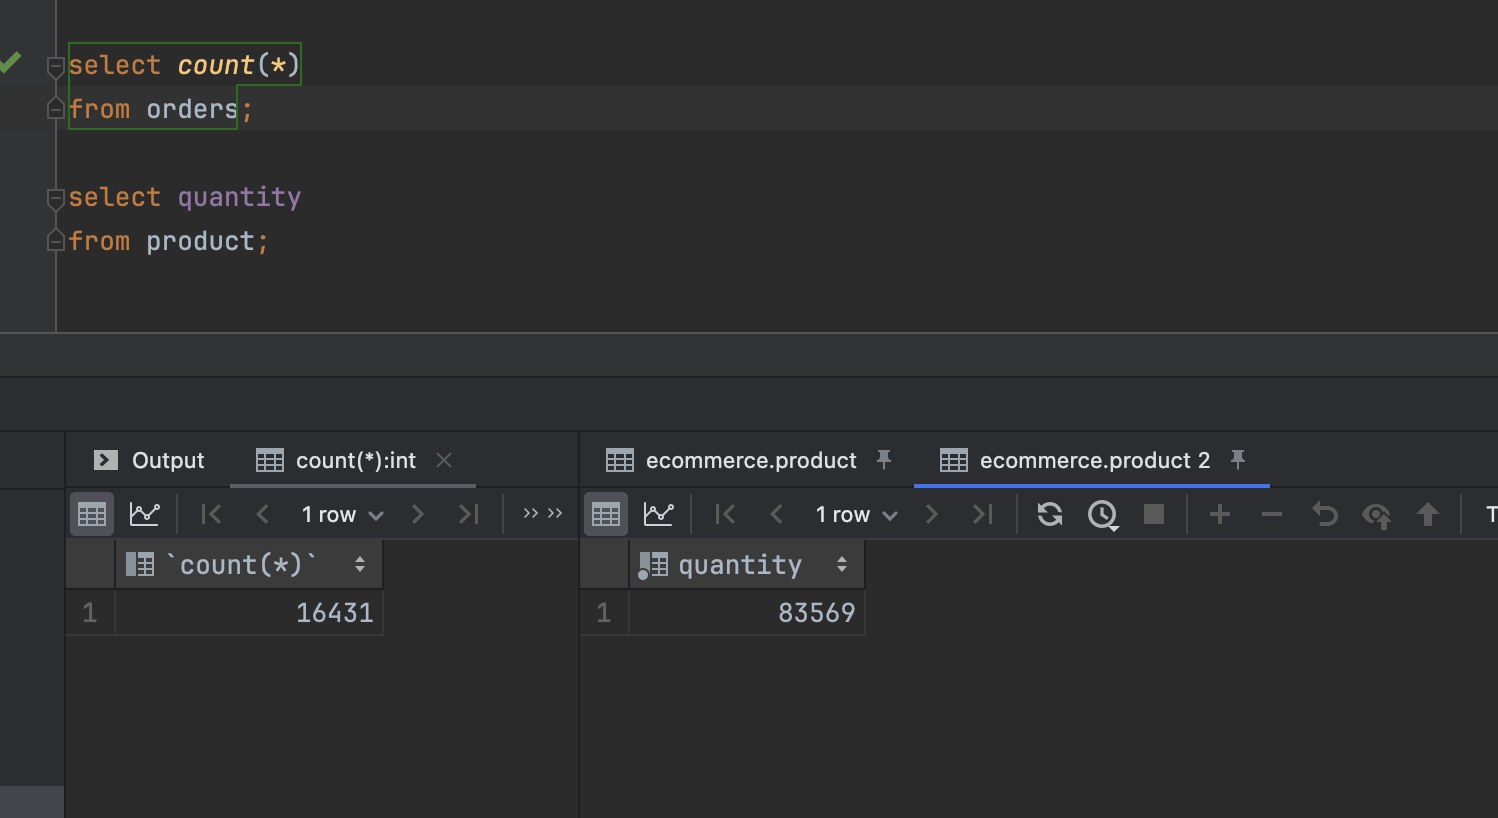 select count(*)
from orders;
select quantity
from product;
Output
count(*):int
ecommerce.product
ecommerce.product 2
1 row
1 row
T
`count(*)`
quantity
1
16431
1
83569